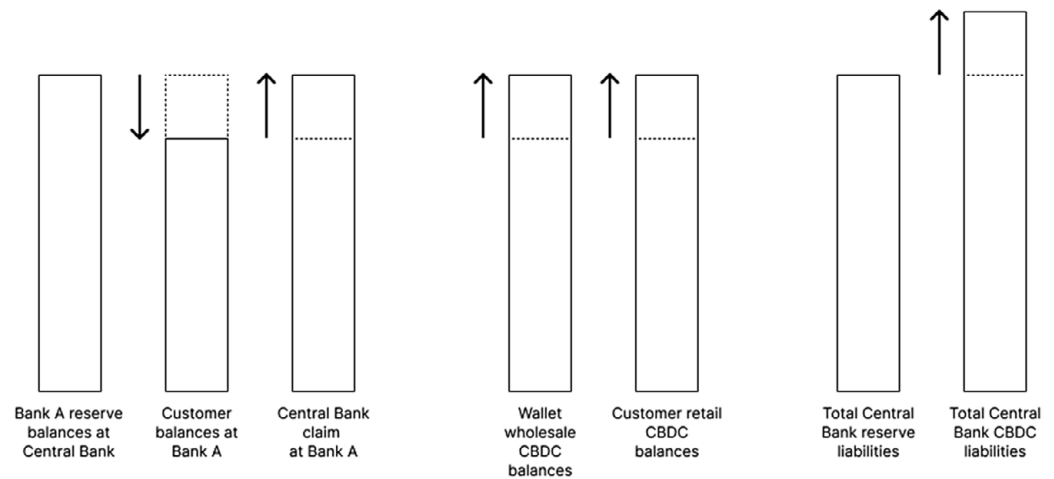 Bank A reserve
balances at
Central Bank
Customer
balances at
Bank A
Central Bank
claim
at Bank A
Wallet
wholesale
CBDC
balances
Customer retail
CBDC
balances
Total Central
Bank reserve
liabilities
Total Central
Bank CBDC
liabilities